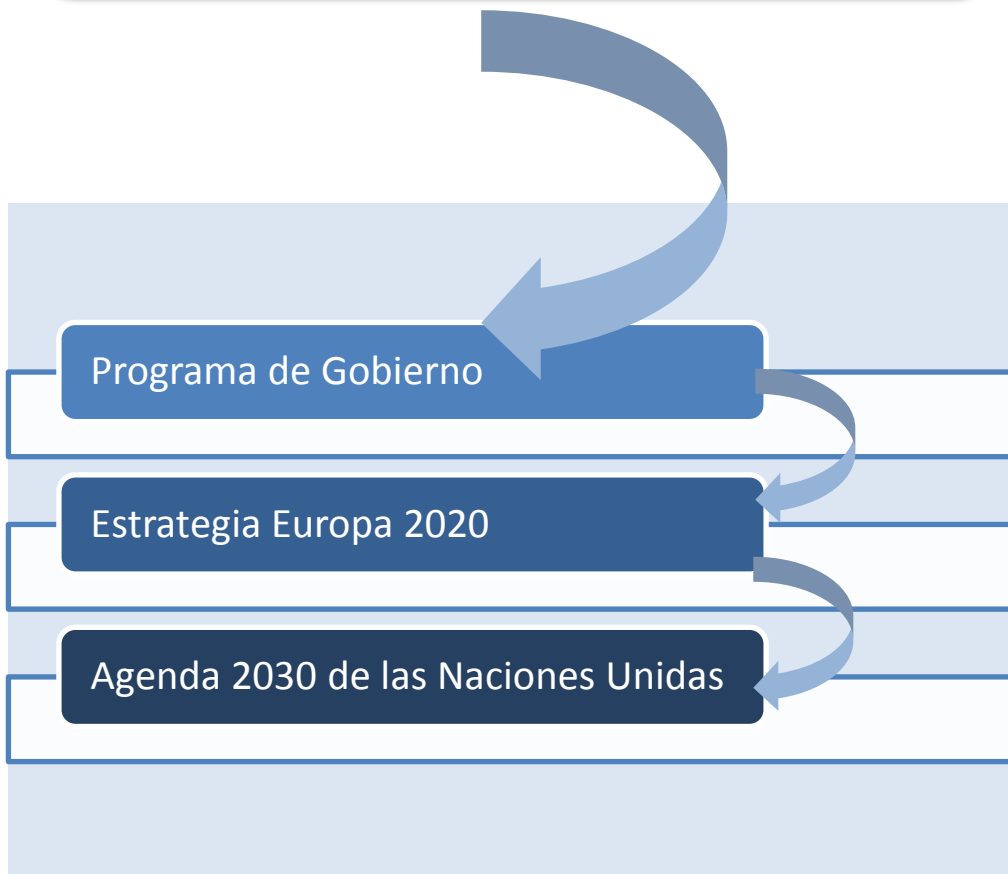 Programa de Gobierno
Estrategia Europa 2020
Agenda 2030 de las Naciones Unidas